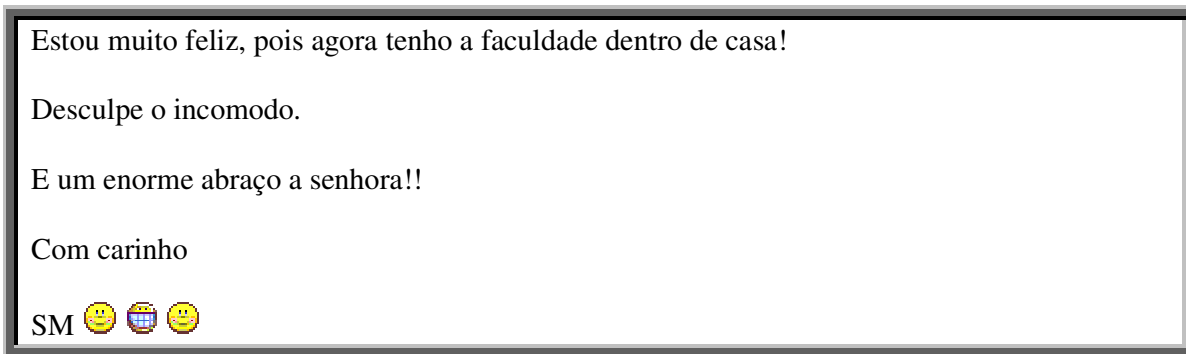 Estou muito feliz, pois agora tenho a faculdade dentro de casa!
Desculpe o incomodo.
E um enorme abraço a senhora!!
Com carinho
SM